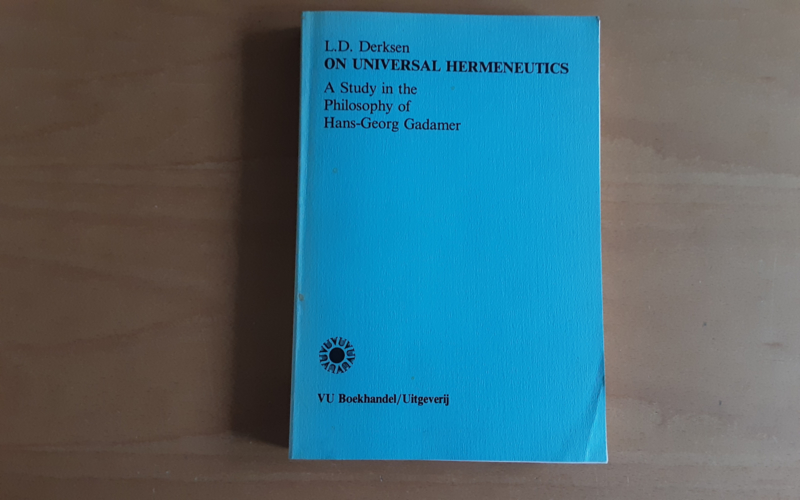 L.D. Derksen
ON UNIVERSAL HERMENEUTICS
A Study in the
Philosophy of
Hans-Georg Gadamer
VU Boekhandel/Uitgeverij